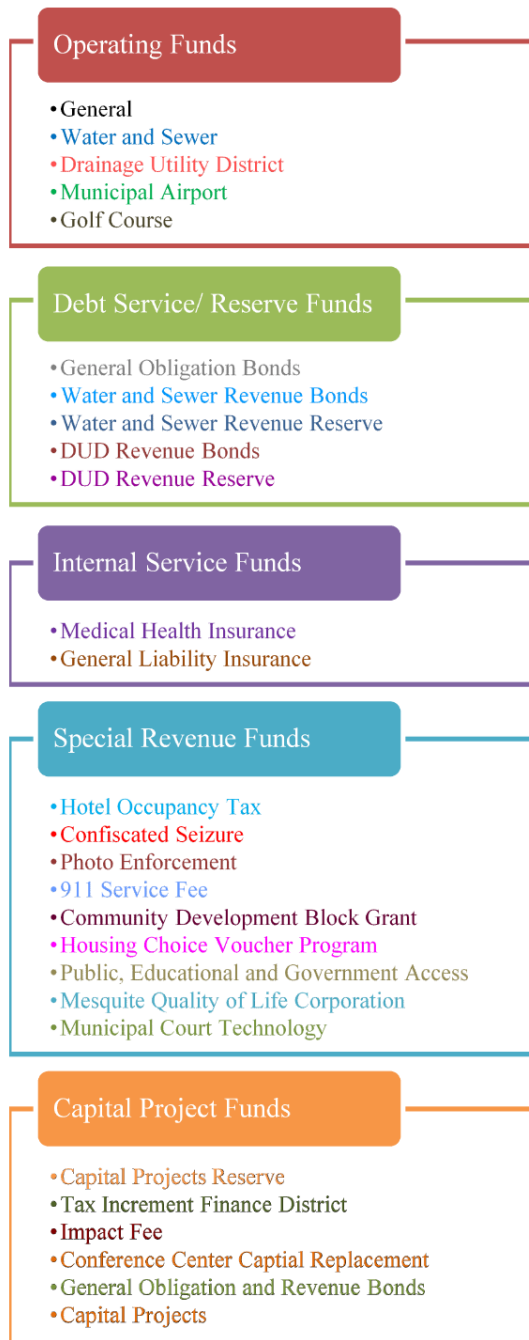 Operating Funds
•General
•Water and Sewer
•Drainage Utility District
•Municipal Airport
•Golf Course
Debt Service/ Reserve Funds
•General Obligation Bonds
•Water and Sewer Revenue Bonds
•Water and Sewer Revenue Reserve
•DUD Revenue Bonds
•DUD Revenue Reserve
Internal Service Funds
•Medical Health Insurance
•General Liability Insurance
Special Revenue Funds
•Hotel Occupancy Tax
•Confiscated Seizure
•Photo Enforcement
•911 Service Fee
•Community Development Block Grant
•Housing Choice Voucher Program
•Public, Educational and Government Access
•Mesquite Quality of Life Corporation
•Municipal Court Technology
Capital Project Funds
•Capital Projects Reserve
•Tax Increment Finance District
•Impact Fee
•Conference Center Captial Replacement
•General Obligation and Revenue Bonds
•Capital Projects